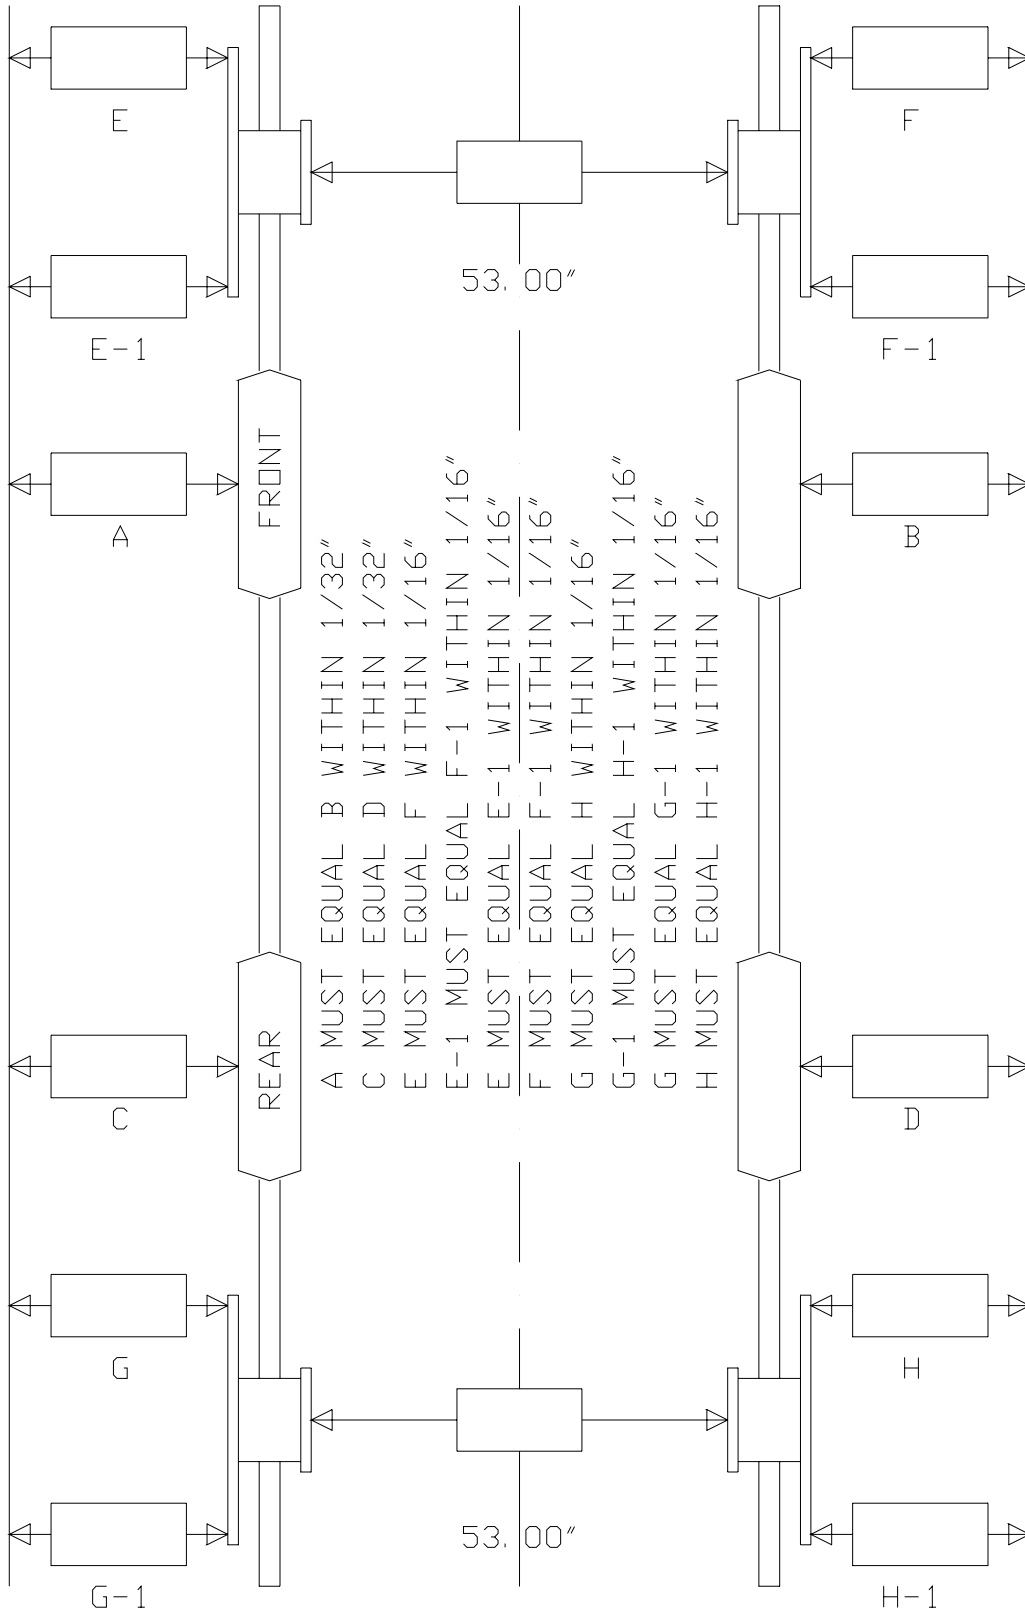 E
F
53.00"
E-1
F-1
FRONT
A
B
A MUST EQUAL B WITHIN 1/32"
C MUST EQUAL D WITHIN 1/32"
E MUST EQUAL F WITHIN 1/16"
E-1 MUST EQUAL F-1 WITHIN 1/16"
E MUST EQUAL E-1 WITHIN 1/16"
F MUST EQUAL F-1 WITHIN 1/16"
G MUST EQUAL H WITHIN 1/16"
G-1 MUST EQUAL H-1 WITHIN 1/16"
G MUST EQUAL G-1 WITHIN 1/16"
H MUST EQUAL H-1 WITHIN 1/16"
REAR
C
D
G
H
53.00"
G-1
H-1